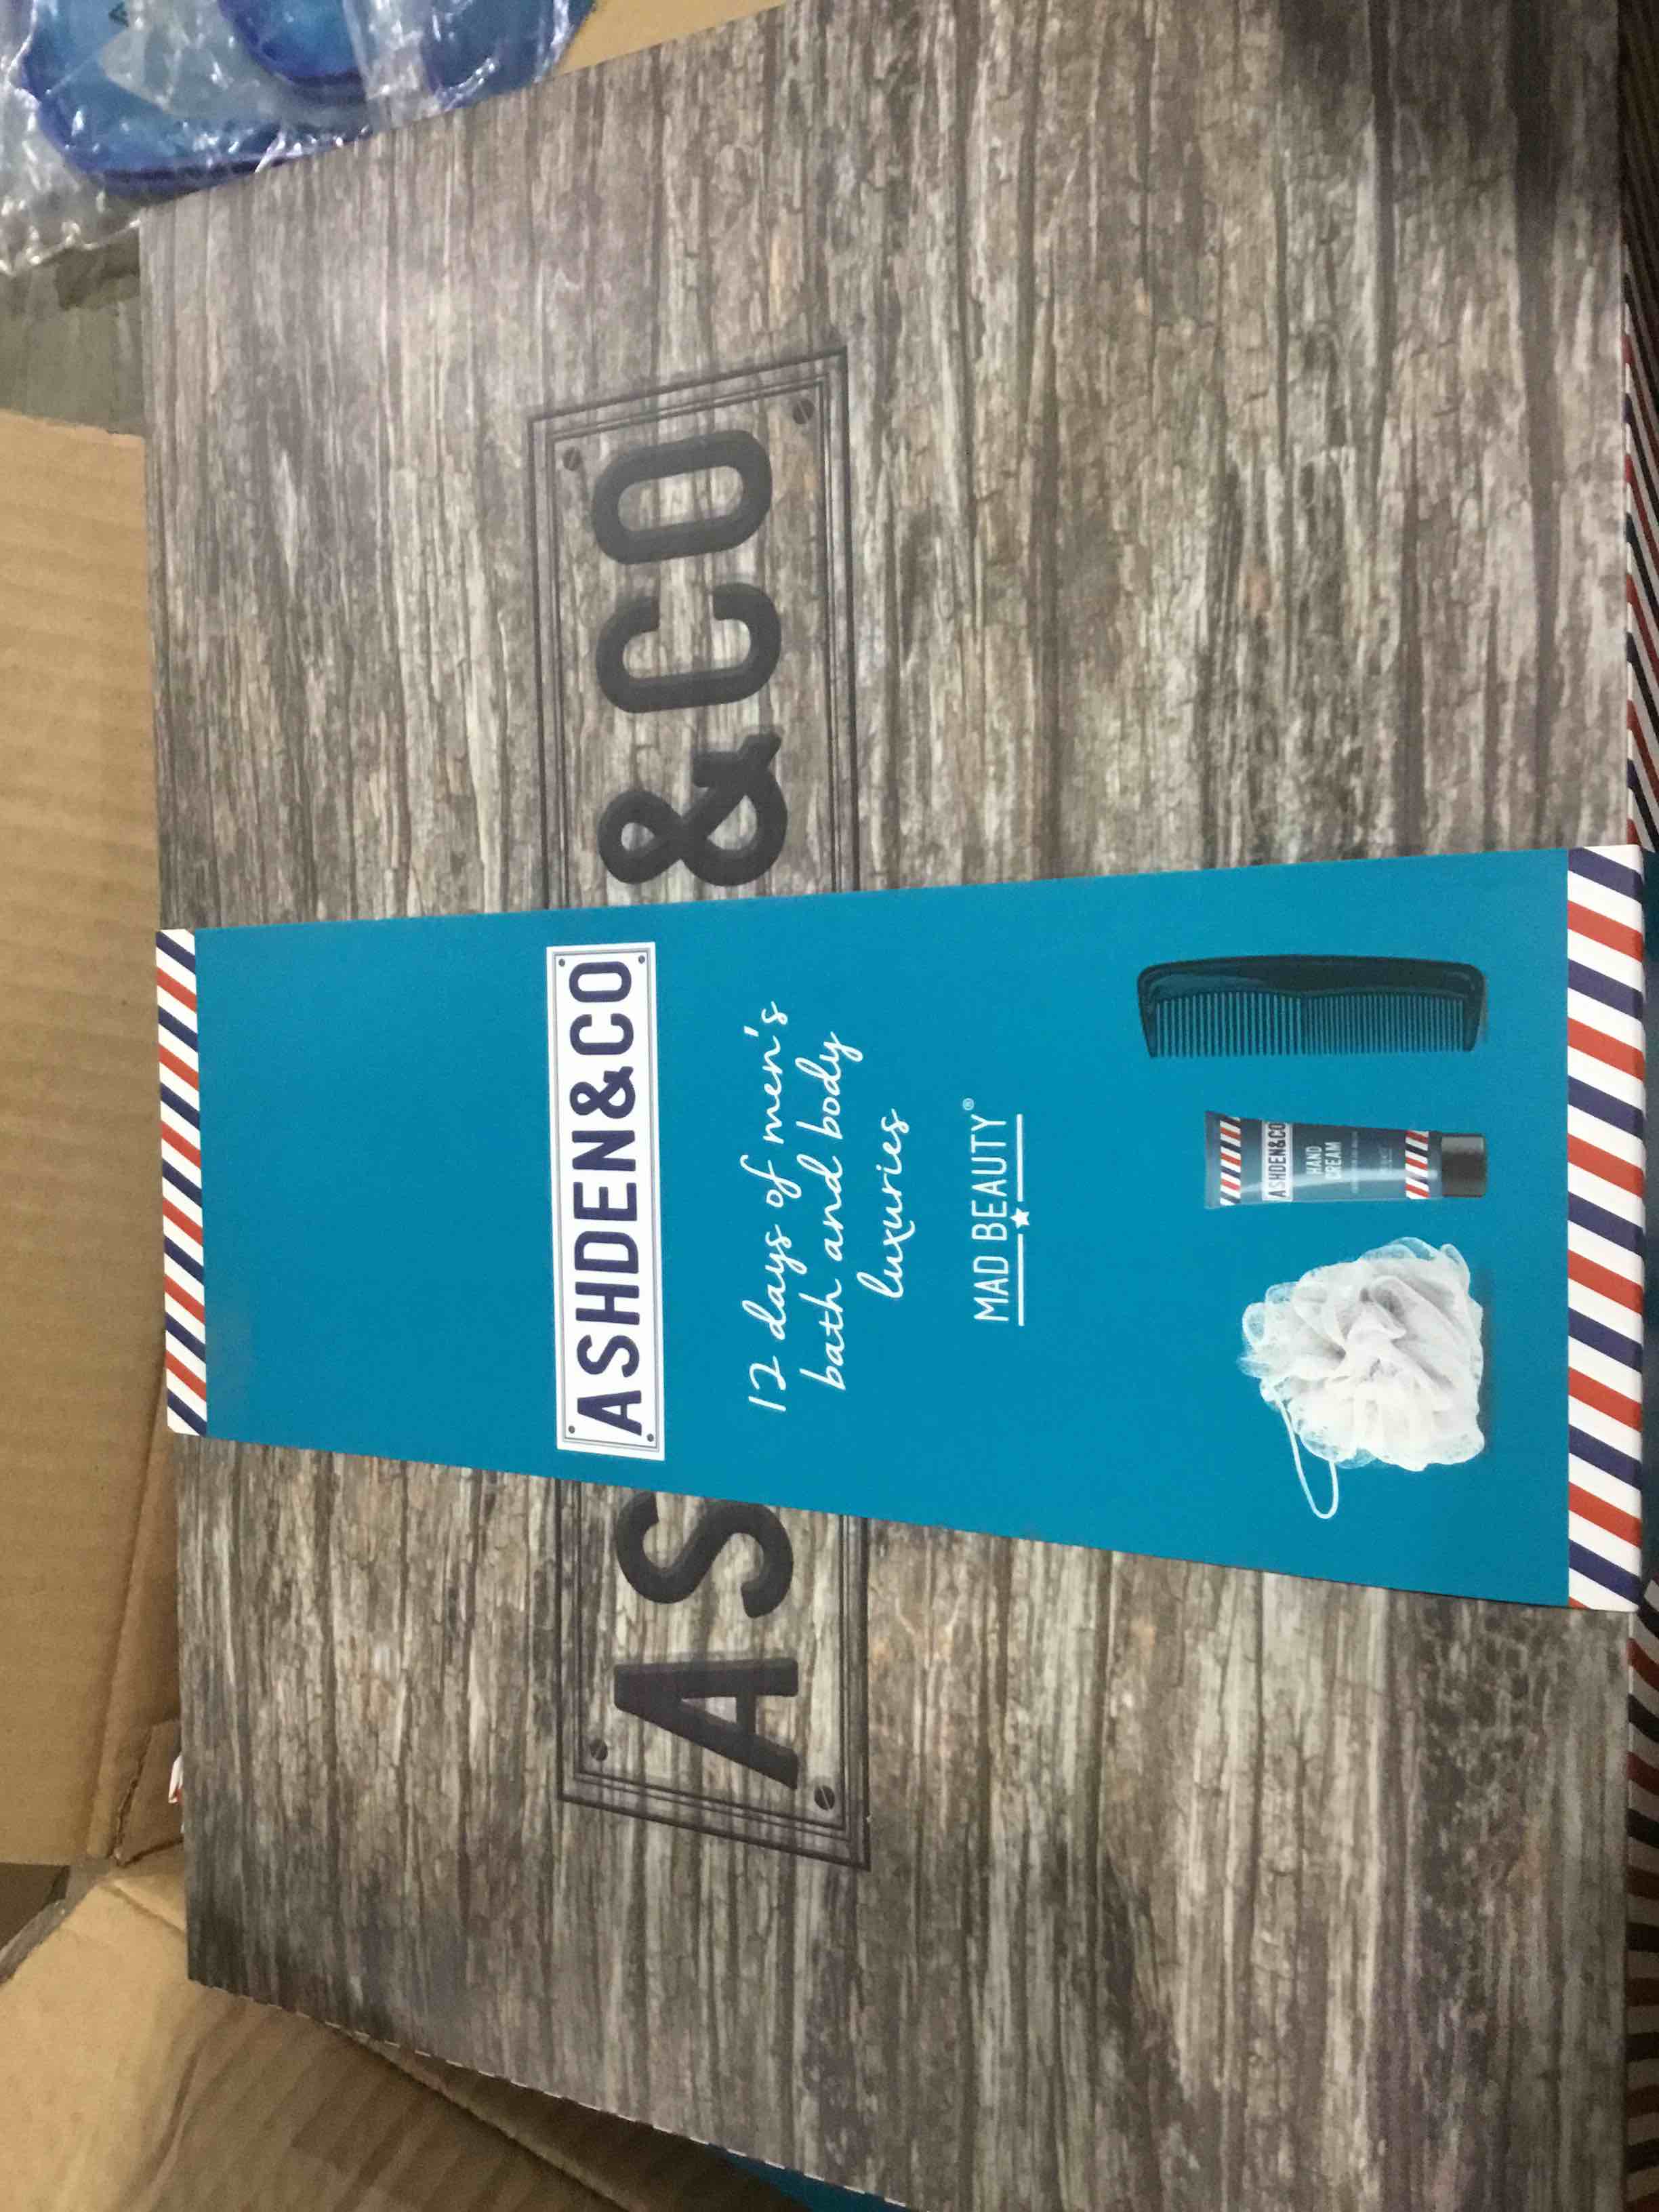 AS
&CO
ASHDEN&CO
12 days of men's
bath and body
luxuries
MAD BEAUTY®
ASHDEN&CO
HAND
CREAM